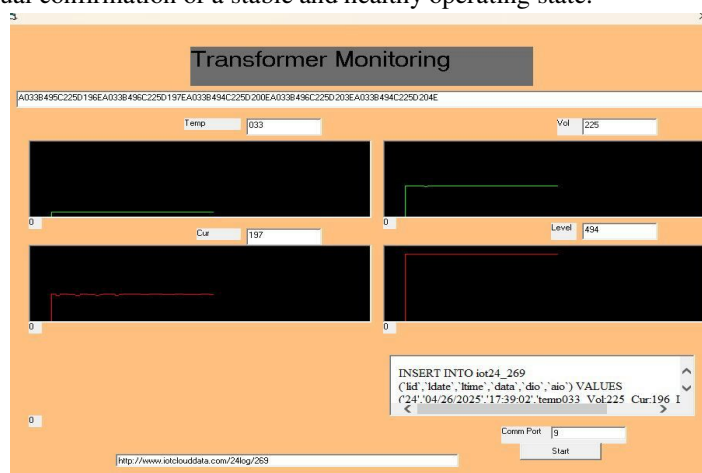 dual confirmation of a stable and healthy operating state.
Transformer Monitoring
A033B495C225D196EA033B496C225D197EA033B494C225D200EA033B496C225D203EA033B494C225D204E
Temp 033
Vol 225
0
0
Cur 197
Level 494
0
0
INSERT INTO iot24_269
(`lid`,`ldate`,`ltime`,`data`,`dio`,`aio`) VALUES
('24','04/26/2025','17:39:02','temp033 Vol:225 Cur:196
0
Comm Port 9
http://www.iotclouddata.com/24log/269
Start